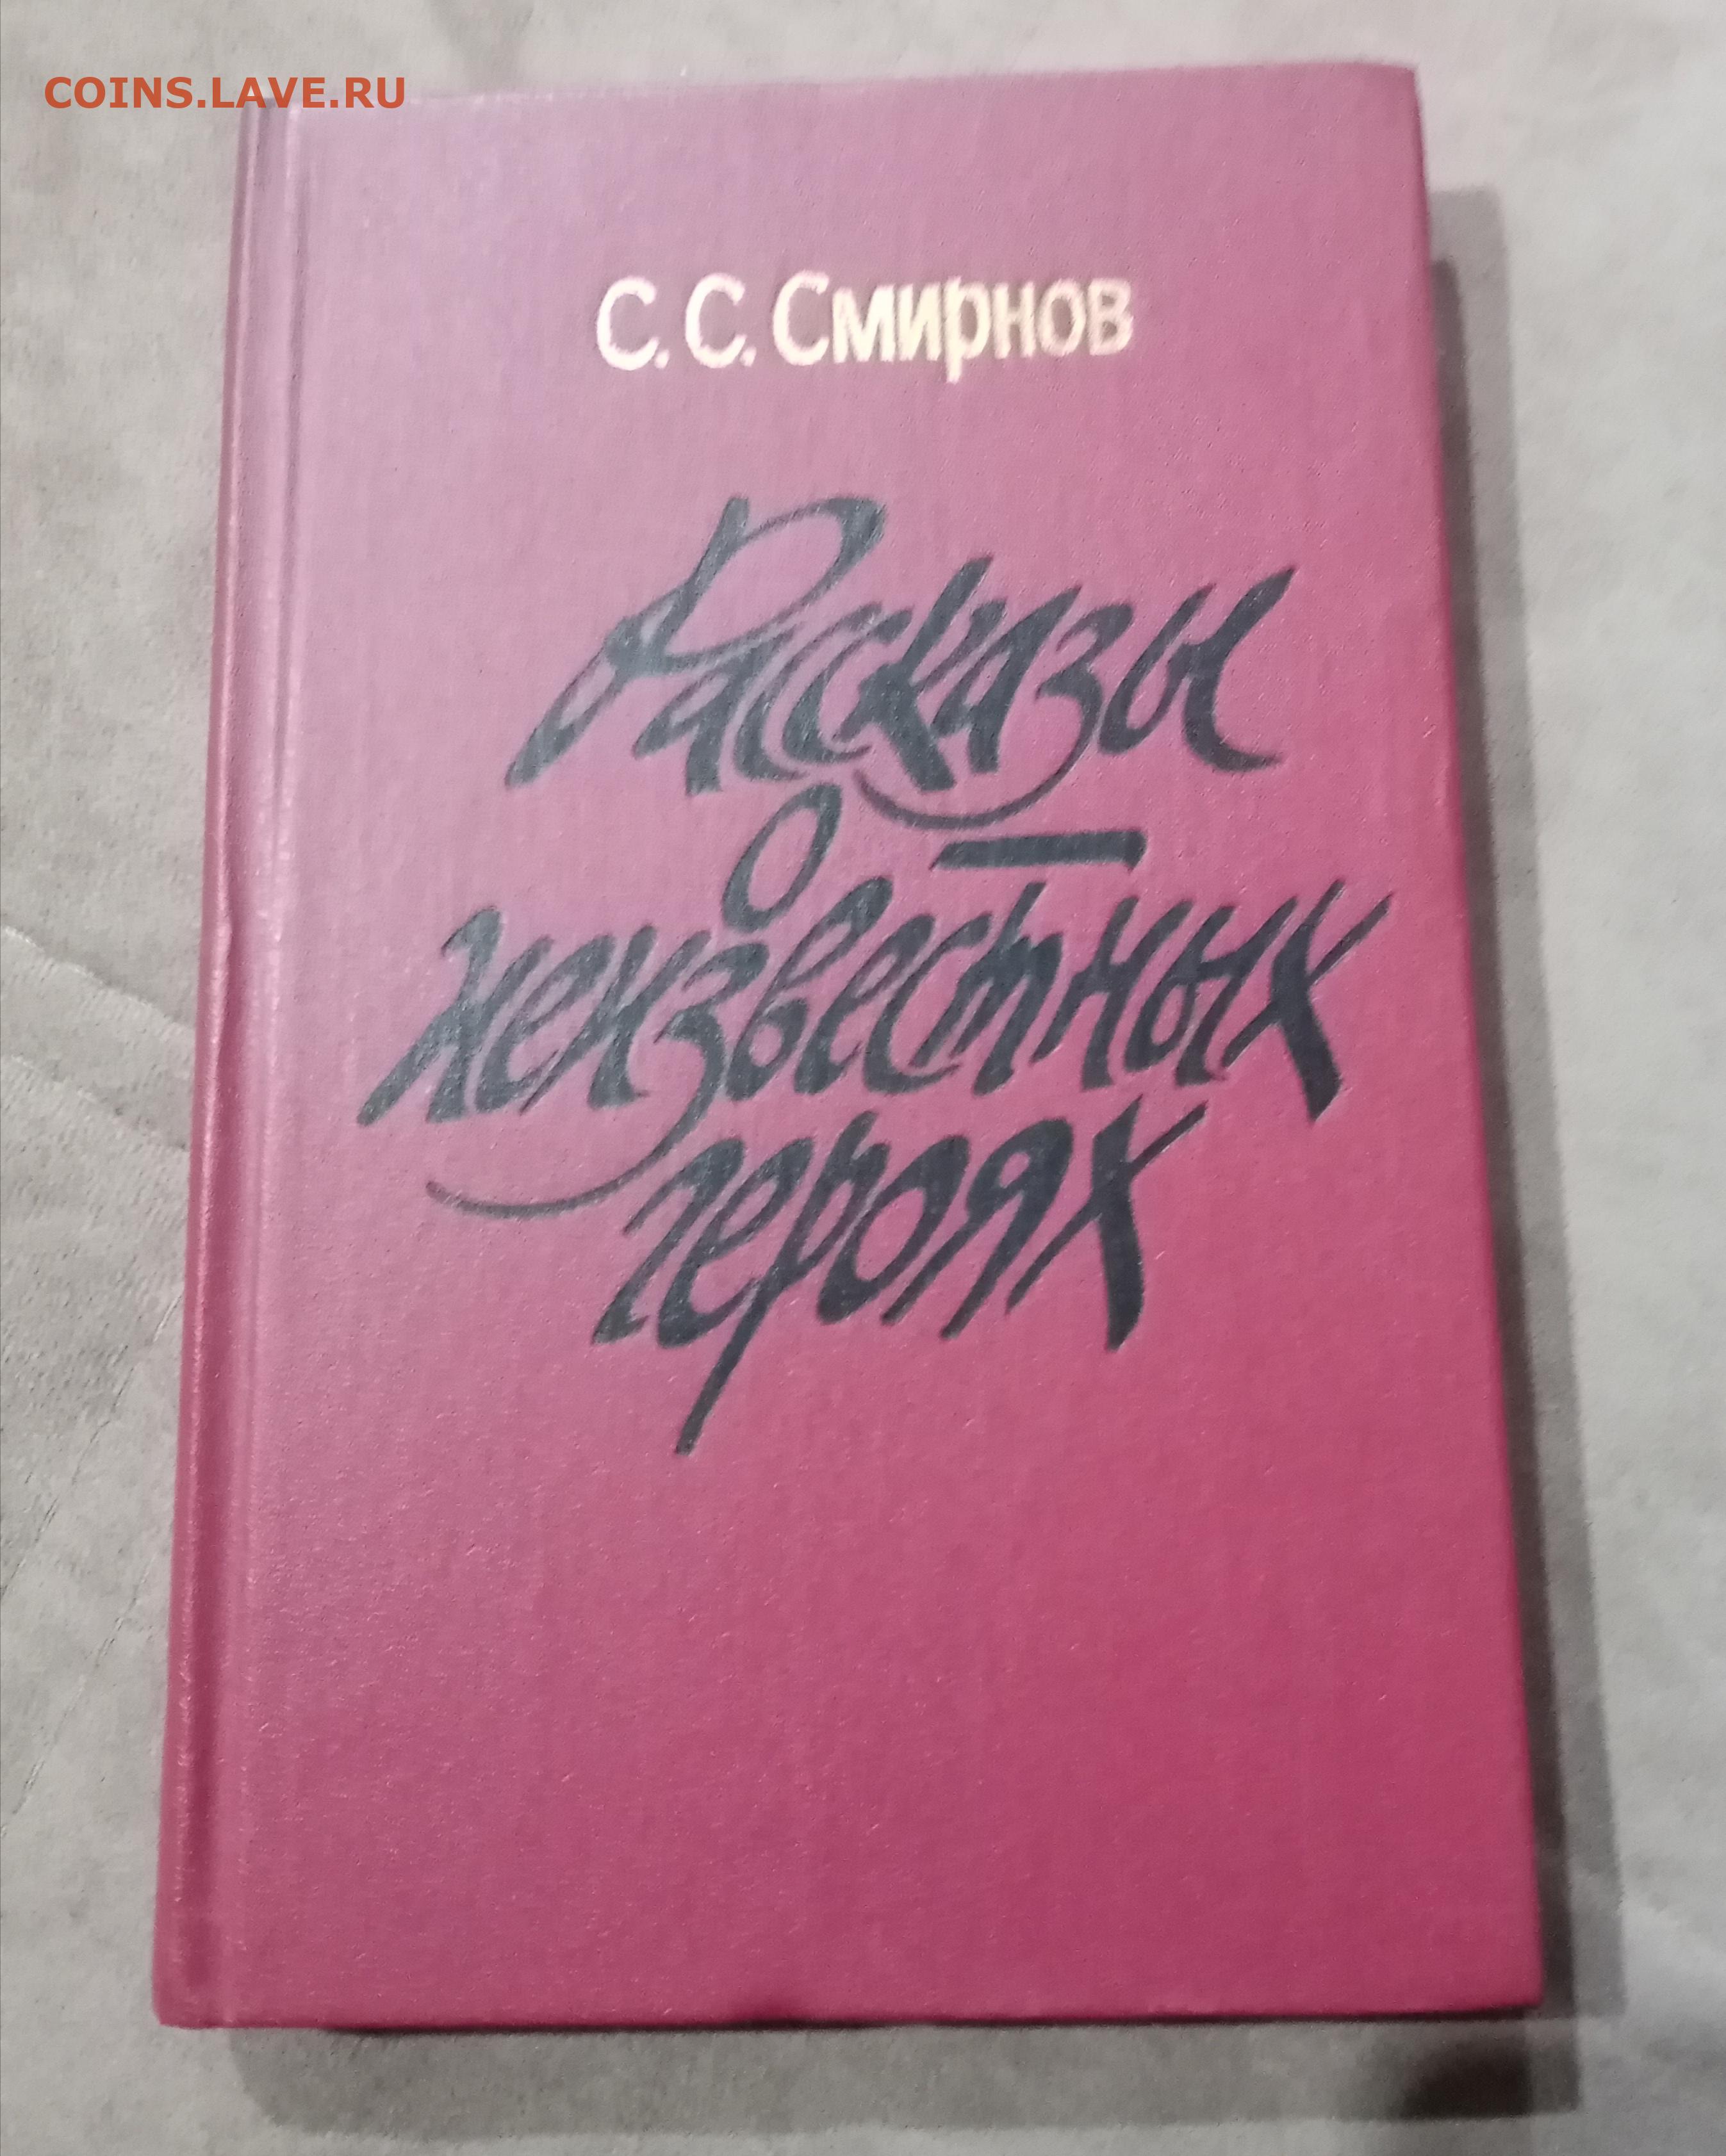 COINS.LAVE.RU
С. С. Смирнов
Рассказы
о
неизвестных
героях